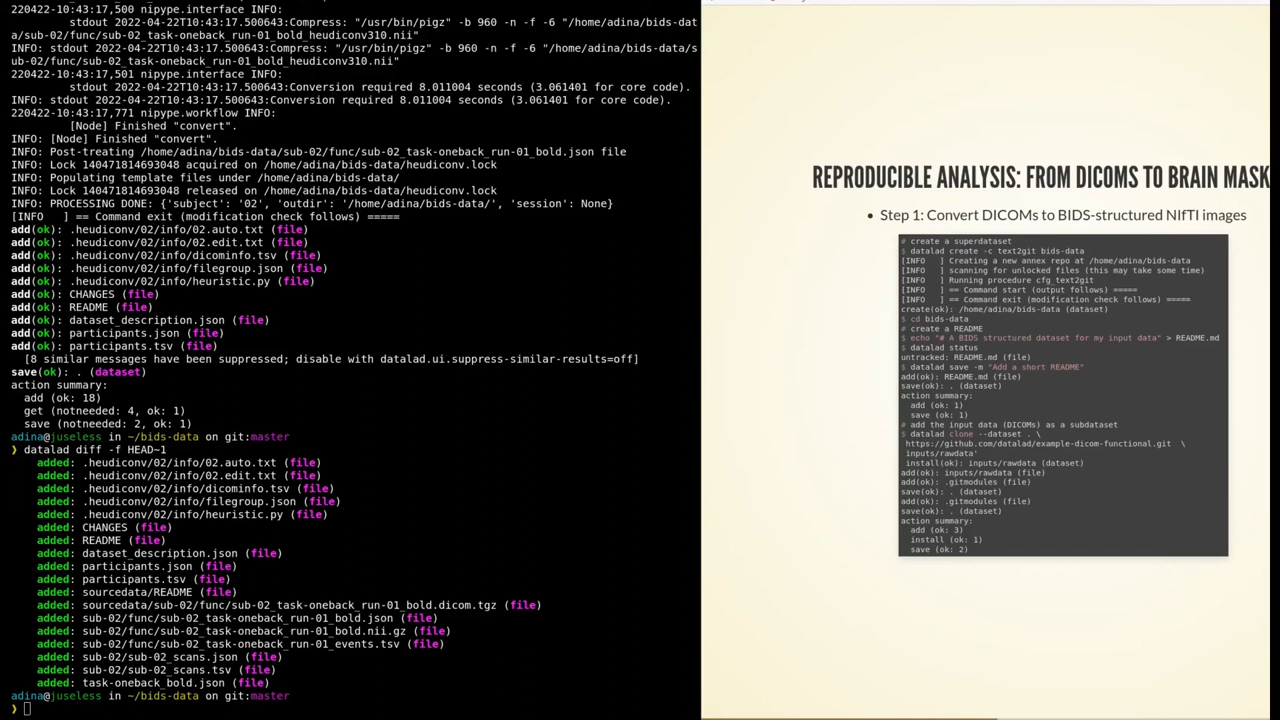 220422-10:43:17,500 nipype.interface INFO:
stdout 2022-04-22T10:43:17.500643:Compress: "/usr/bin/pigz" -b 960 -n -f -6 "/home/adina/bids-dat
a/sub-02/func/sub-02_task-oneback_run-01_bold_heudiconv310.nii"
INFO: stdout 2022-04-22T10:43:17.500643:Compress: "/usr/bin/pigz" -b 960 -n -f -6 "/home/adina/bids-data/s
ub-02/func/sub-02_task-oneback_run-01_bold_heudiconv310.nii"
220422-10:43:17,501 nipype.interface INFO:
stdout 2022-04-22T10:43:17.500643:Conversion required 8.011004 seconds (3.061401 for core code).
INFO: stdout 2022-04-22T10:43:17.500643:Conversion required 8.011004 seconds (3.061401 for core code).
220422-10:43:17,771 nipype.workflow INFO:
[Node] Finished "convert".
INFO: [Node] Finished "convert".
INFO: Post-treating /home/adina/bids-data/sub-02/func/sub-02_task-oneback_run-01_bold.json file
INFO: Lock 140471814693048 acquired on /home/adina/bids-data/heudiconv.lock
INFO: Populating template files under /home/adina/bids-data/
INFO: Lock 140471814693048 released on /home/adina/bids-data/heudiconv.lock
INFO: PROCESSING DONE: {'subject': '02', 'outdir': '/home/adina/bids-data/', 'session': None}
[INFO   ] == Command exit (modification check follows) =====
add(ok): .heudiconv/02/info/02.auto.txt (file)
add(ok): .heudiconv/02/info/02.edit.txt (file)
add(ok): .heudiconv/02/info/dicominfo.tsv (file)
add(ok): .heudiconv/02/info/filegroup.json (file)
add(ok): .heudiconv/02/info/heuristic.py (file)
add(ok): CHANGES (file)
add(ok): README (file)
add(ok): dataset_description.json (file)
add(ok): participants.json (file)
add(ok): participants.tsv (file)
[8 similar messages have been suppressed; disable with datalad.ui.suppress-similar-results=off]
save(ok): . (dataset)
action summary:
add (ok: 18)
get (notneeded: 4, ok: 1)
save (notneeded: 2, ok: 1)
adina@juseless in ~/bids-data on git:master
❯ datalad diff -f HEAD~1
added: .heudiconv/02/info/02.auto.txt (file)
added: .heudiconv/02/info/02.edit.txt (file)
added: .heudiconv/02/info/dicominfo.tsv (file)
added: .heudiconv/02/info/filegroup.json (file)
added: .heudiconv/02/info/heuristic.py (file)
added: CHANGES (file)
added: README (file)
added: dataset_description.json (file)
added: participants.json (file)
added: participants.tsv (file)
added: sourcedata/README (file)
added: sourcedata/sub-02/func/sub-02_task-oneback_run-01_bold.dicom.tgz (file)
added: sub-02/func/sub-02_task-oneback_run-01_bold.json (file)
added: sub-02/func/sub-02_task-oneback_run-01_bold.nii.gz (file)
added: sub-02/func/sub-02_task-oneback_run-01_events.tsv (file)
added: sub-02/sub-02_scans.json (file)
added: sub-02/sub-02_scans.tsv (file)
added: task-oneback_bold.json (file)
adina@juseless in ~/bids-data on git:master
❯
REPRODUCIBLE ANALYSIS: FROM DICOMS TO BRAIN MASK
• Step 1: Convert DICOMs to BIDS-structured NIfTI images
# create a superdataset
$ datalad create -c text2git bids-data
[INFO   ] Creating a new annex repo at /home/adina/bids-data
[INFO   ] scanning for unlocked files (this may take some time)
[INFO   ] Running procedure cfg_text2git
[INFO   ] == Command start (output follows) =====
[INFO   ] == Command exit (modification check follows) =====
create(ok): /home/adina/bids-data (dataset)
$ cd bids-data
# create a README
$ echo "# A BIDS structured dataset for my input data" > README.md
$ datalad status
untracked: README.md (file)
$ datalad save -m "Add a short README"
add(ok): README.md (file)
save(ok): . (dataset)
action summary:
add (ok: 1)
save (ok: 1)
# add the input data (DICOMs) as a subdataset
$ datalad clone --dataset . \
https://github.com/datalad/example-dicom-functional.git  \
inputs/rawdata'
install(ok): inputs/rawdata (dataset)
add(ok): inputs/rawdata (file)
add(ok): .gitmodules (file)
save(ok): . (dataset)
add(ok): .gitmodules (file)
save(ok): . (dataset)
action summary:
add (ok: 3)
install (ok: 1)
save (ok: 2)